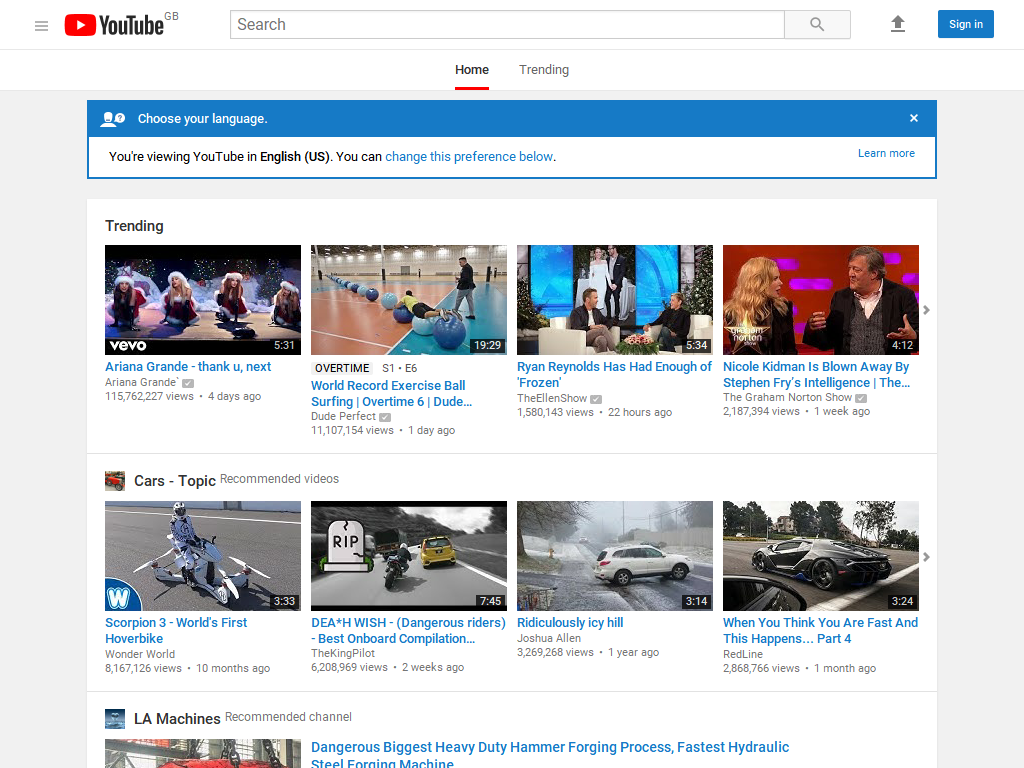 YouTube GB
Search
Sign in
Home
Trending
Choose your language.
×
You're viewing YouTube in English (US). You can change this preference below.
Learn more
Trending
vevo
5:31
19:29
5:34
the graham norton show
4:12
Ariana Grande - thank u, next
Ariana Grande`
115,762,227 views • 4 days ago
OVERTIME S1 • E6
World Record Exercise Ball
Surfing | Overtime 6 | Dude...
Dude Perfect
11,107,154 views • 1 day ago
Ryan Reynolds Has Had Enough of
'Frozen'
TheEllenShow
1,580,143 views • 22 hours ago
Nicole Kidman Is Blown Away By
Stephen Fry's Intelligence | The...
The Graham Norton Show
2,187,394 views • 1 week ago
Cars - Topic Recommended videos
W
3:33
RIP
7:45
3:14
3:24
Scorpion 3 - World's First
Hoverbike
Wonder World
8,167,126 views • 10 months ago
DEA*H WISH - (Dangerous riders)
- Best Onboard Compilation...
TheKingPilot
6,208,969 views • 2 weeks ago
Ridiculously icy hill
Joshua Allen
3,269,268 views • 1 year ago
When You Think You Are Fast And
This Happens... Part 4
RedLine
2,868,766 views • 1 month ago
LA Machines Recommended channel
Dangerous Biggest Heavy Duty Hammer Forging Process, Fastest Hydraulic
Steel Forging Machine